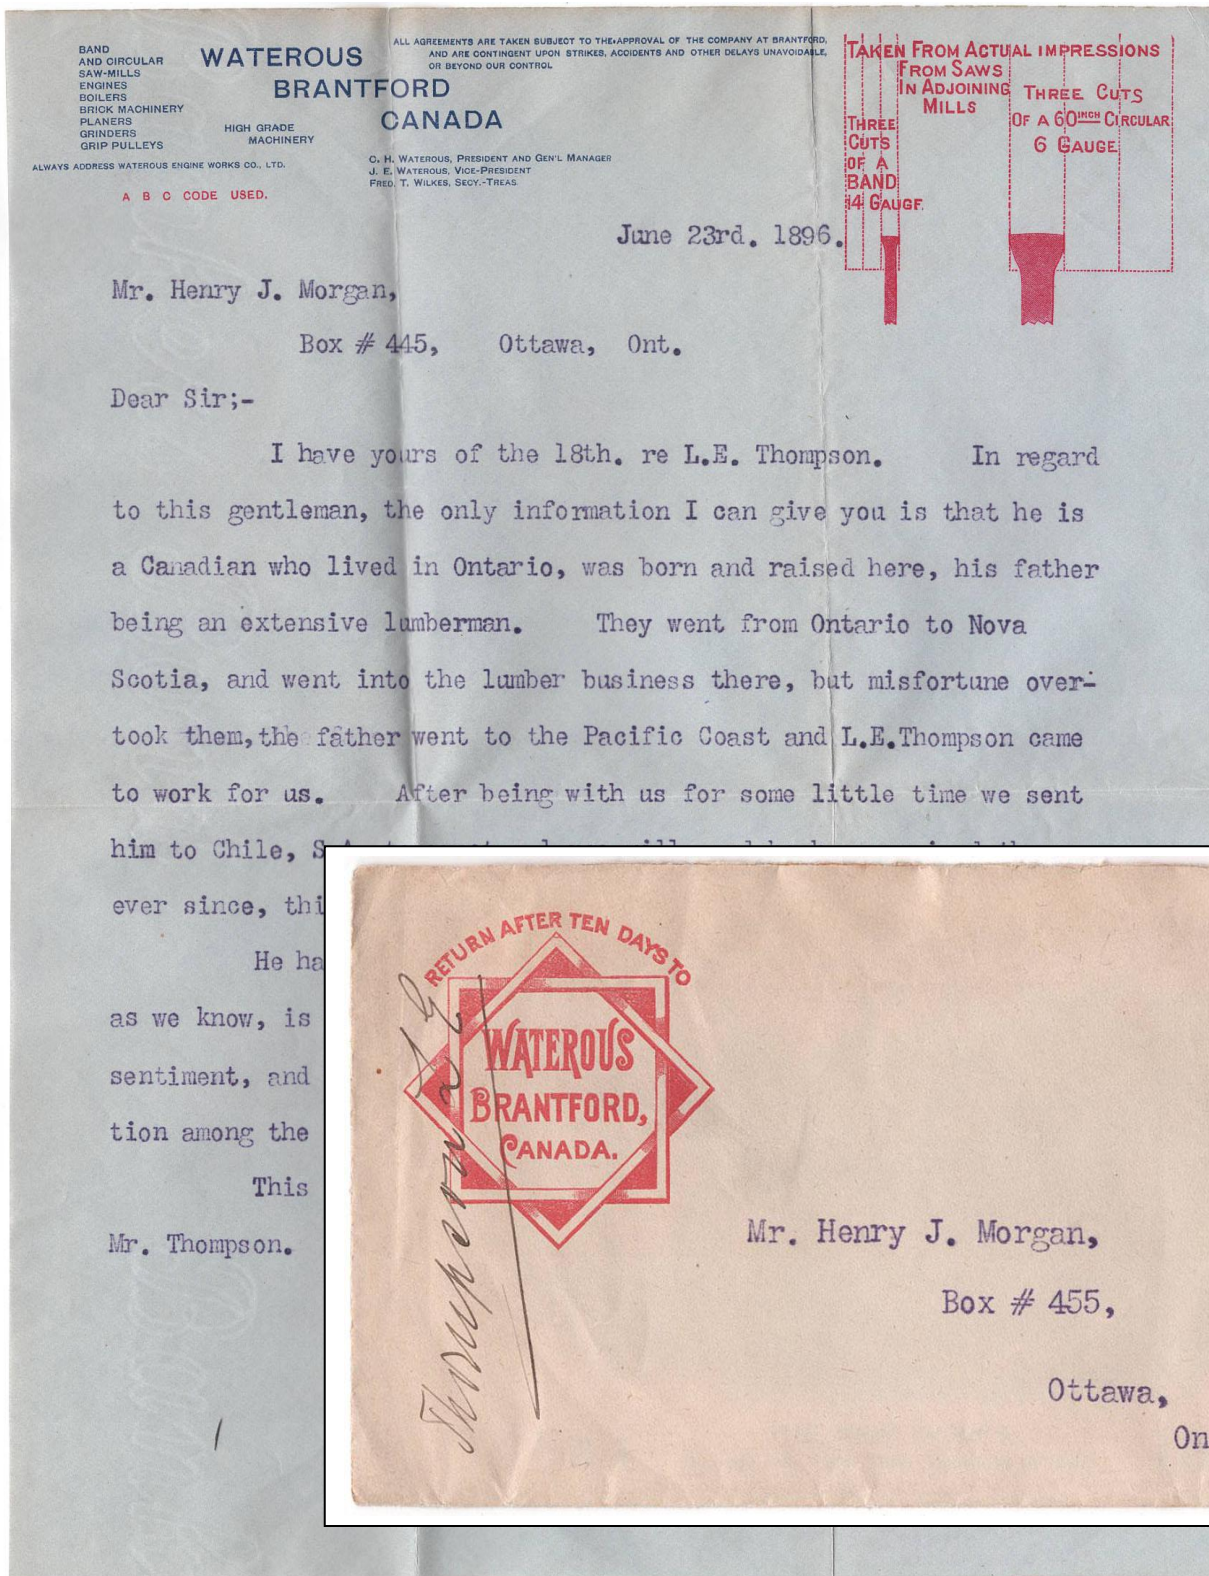 BAND
AND CIRCULAR
SAW-MILLS
ENGINES
BOILERS
BRICK MACHINERY
PLANERS
GRINDERS
GRIP PULLEYS
WATEROUS
BRANTFORD
CANADA
HIGH GRADE
MACHINERY
ALWAYS ADDRESS WATEROUS ENGINE WORKS CO., LTD.
A B C CODE USED.
ALL AGREEMENTS ARE TAKEN SUBJECT TO THE APPROVAL OF THE COMPANY AT BRANTFORD,
AND ARE CONTINGENT UPON STRIKES, ACCIDENTS AND OTHER DELAYS UNAVOIDABLE,
OR BEYOND OUR CONTROL
C. H. WATEROUS, PRESIDENT AND GEN'L MANAGER
J. E. WATEROUS, VICE-PRESIDENT
FRED. T. WILKES, SECY.-TREAS.
TAKEN FROM ACTUAL IMPRESSIONS
FROM SAWS
IN ADJOINING
MILLS
THREE
CUTS
OF A
BAND
14 GAUGE.
THREE CUTS
OF A 60 INCH CIRCULAR
6 GAUGE
June 23rd. 1896.
Mr. Henry J. Morgan,
Box # 445, Ottawa, Ont.
Dear Sir;-
I have yours of the 18th. re L.E. Thompson. In regard
to this gentleman, the only information I can give you is that he is
a Canadian who lived in Ontario, was born and raised here, his father
being an extensive lumberman. They went from Ontario to Nova
Scotia, and went into the lumber business there, but misfortune over-
took them, the father went to the Pacific Coast and L.E.Thompson came
to work for us. After being with us for some little time we sent
him to Chile,
ever since, thi
He ha
as we know, is
sentiment, and
tion among the
This
Mr. Thompson.
RETURN AFTER TEN DAYS TO
WATEROUS
BRANTFORD,
CANADA.
Thompson L E
Mr. Henry J. Morgan,
Box # 455,
Ottawa,
On